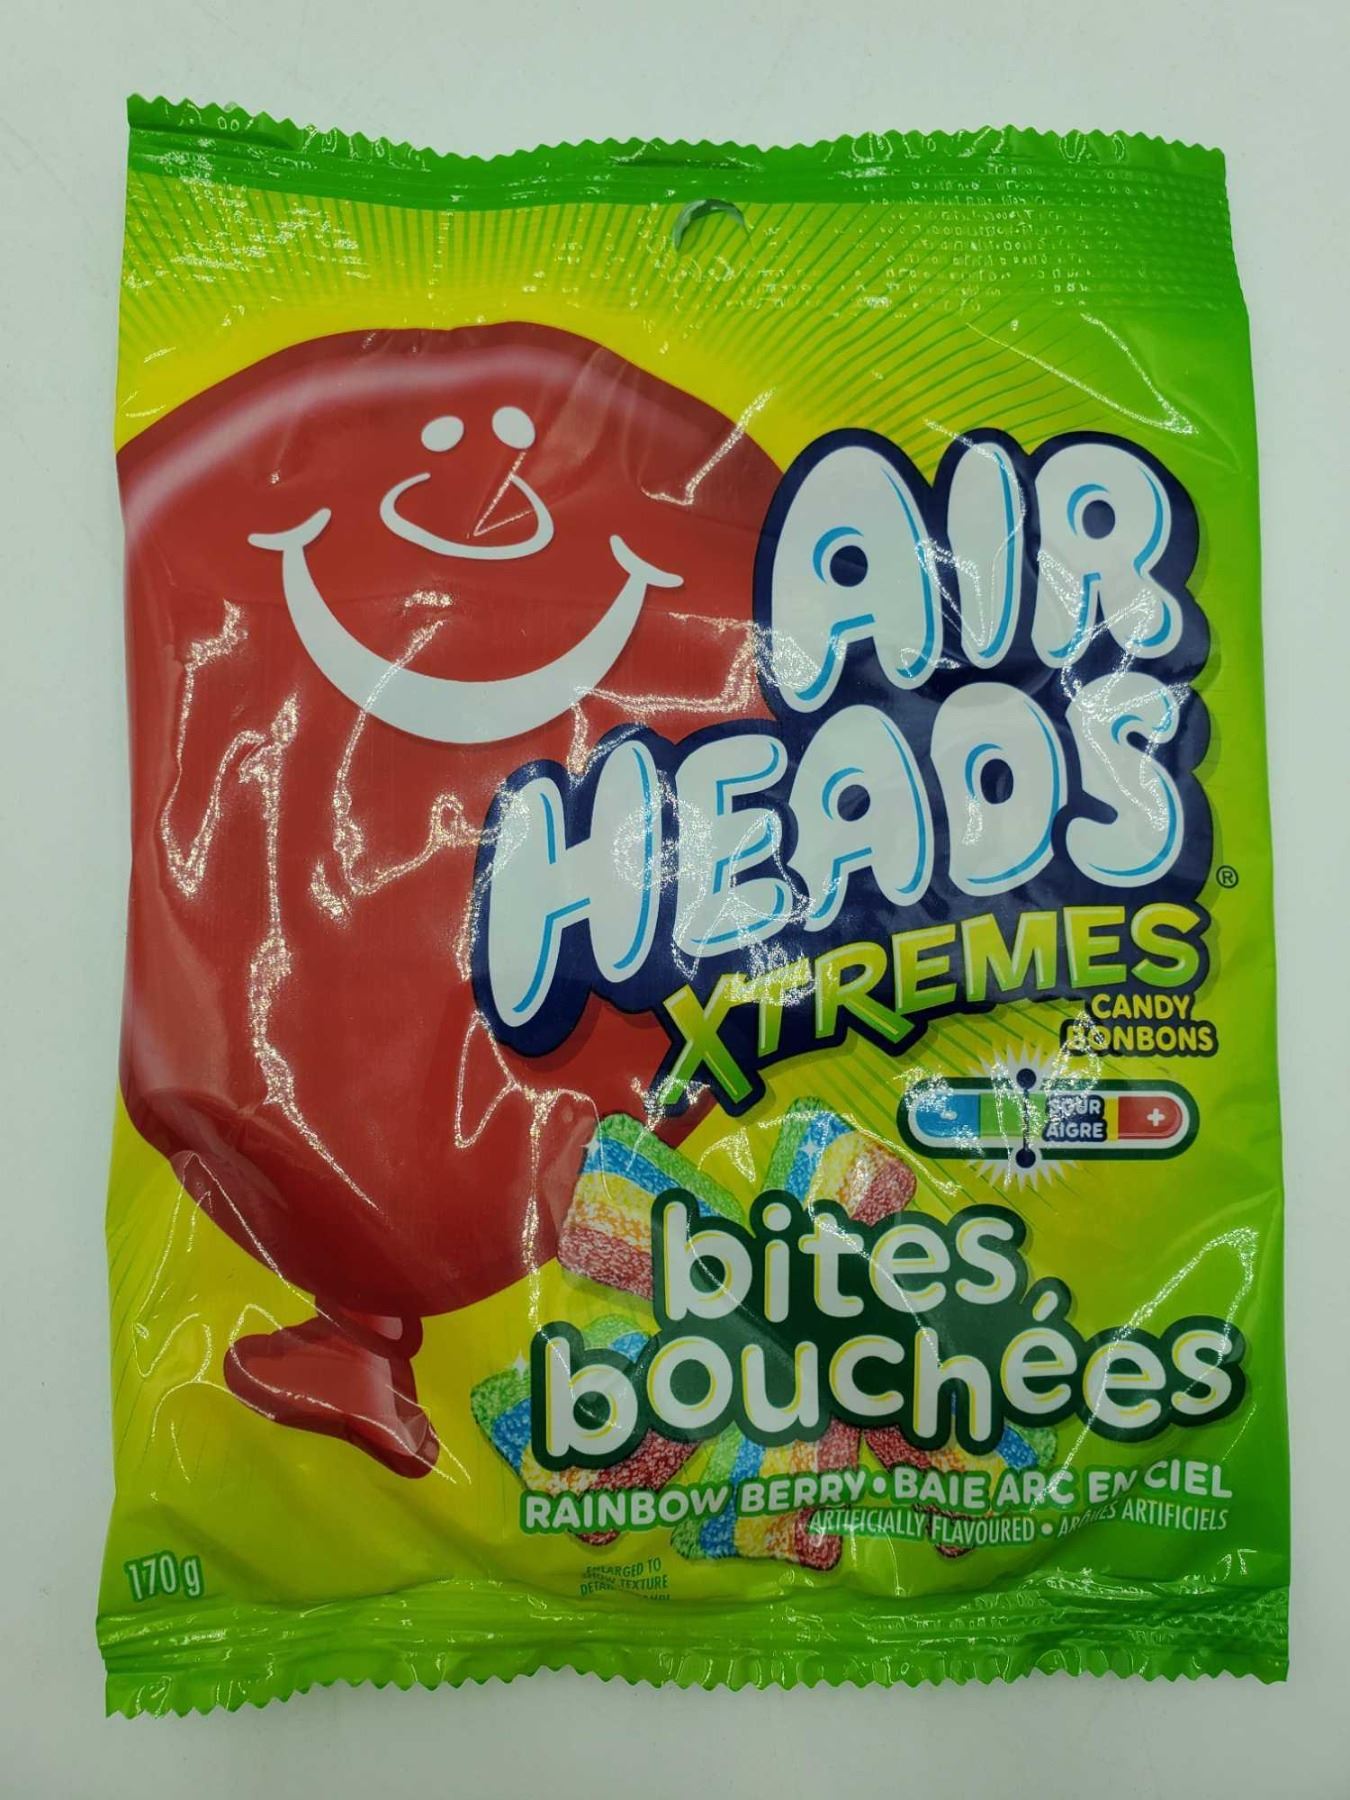 AIR
HEADS®
XTREMES
CANDY
BONBONS
- SOUR +
AIGRE
bites,
bouchées
RAINBOW BERRY • BAIE ARC EN CIEL
ARTIFICIALLY FLAVOURED • ARÔMES ARTIFICIELS
170 g
ENLARGED TO
DETAIL TEXTURE